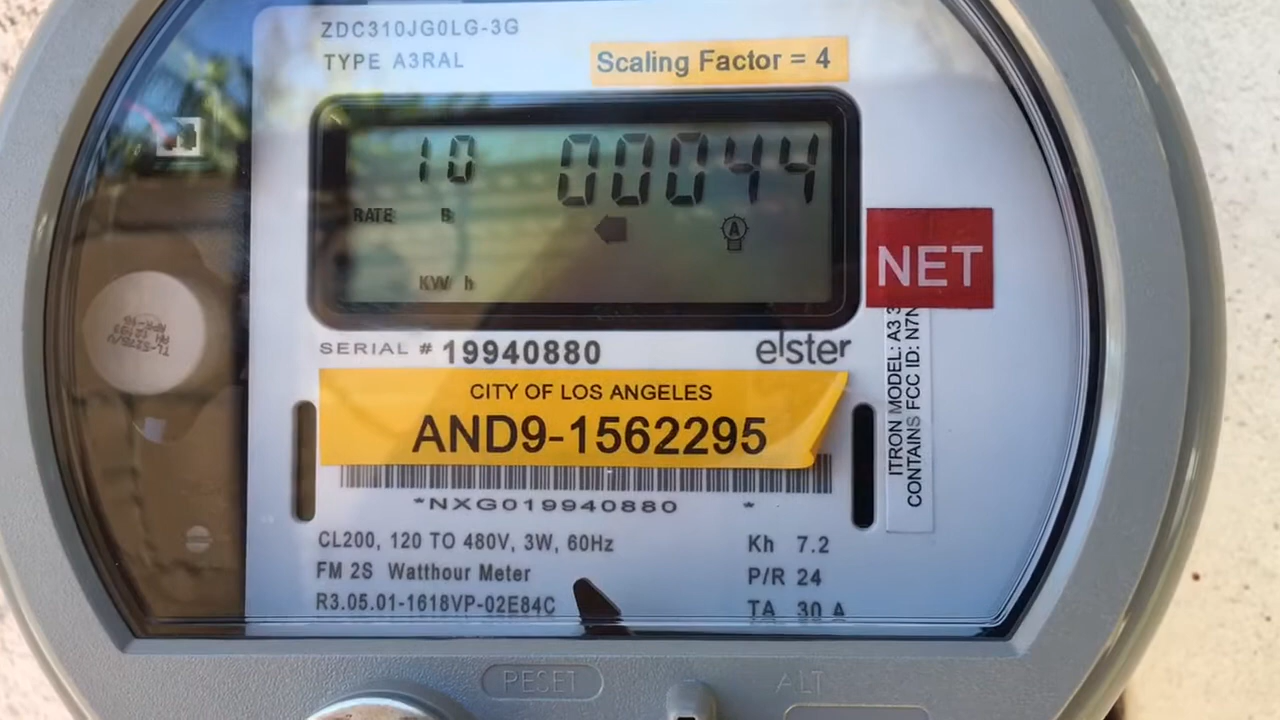 ZDC310JG0LG-3G
TYPE A3RAL
Scaling Factor = 4
10 00044
RATE B
A
KW h
NET
SERIAL # 19940880
elster
CITY OF LOS ANGELES
AND9-1562295
*NXG019940880 *
ITRON MODEL: A3
CONTAINS FCC ID:
CL200, 120 TO 480V, 3W, 60Hz
Kh 7.2
FM 2S Watthour Meter
P/R 24
R3.05.01-1618VP-02E84C
TA 30 A
RESET
ALT